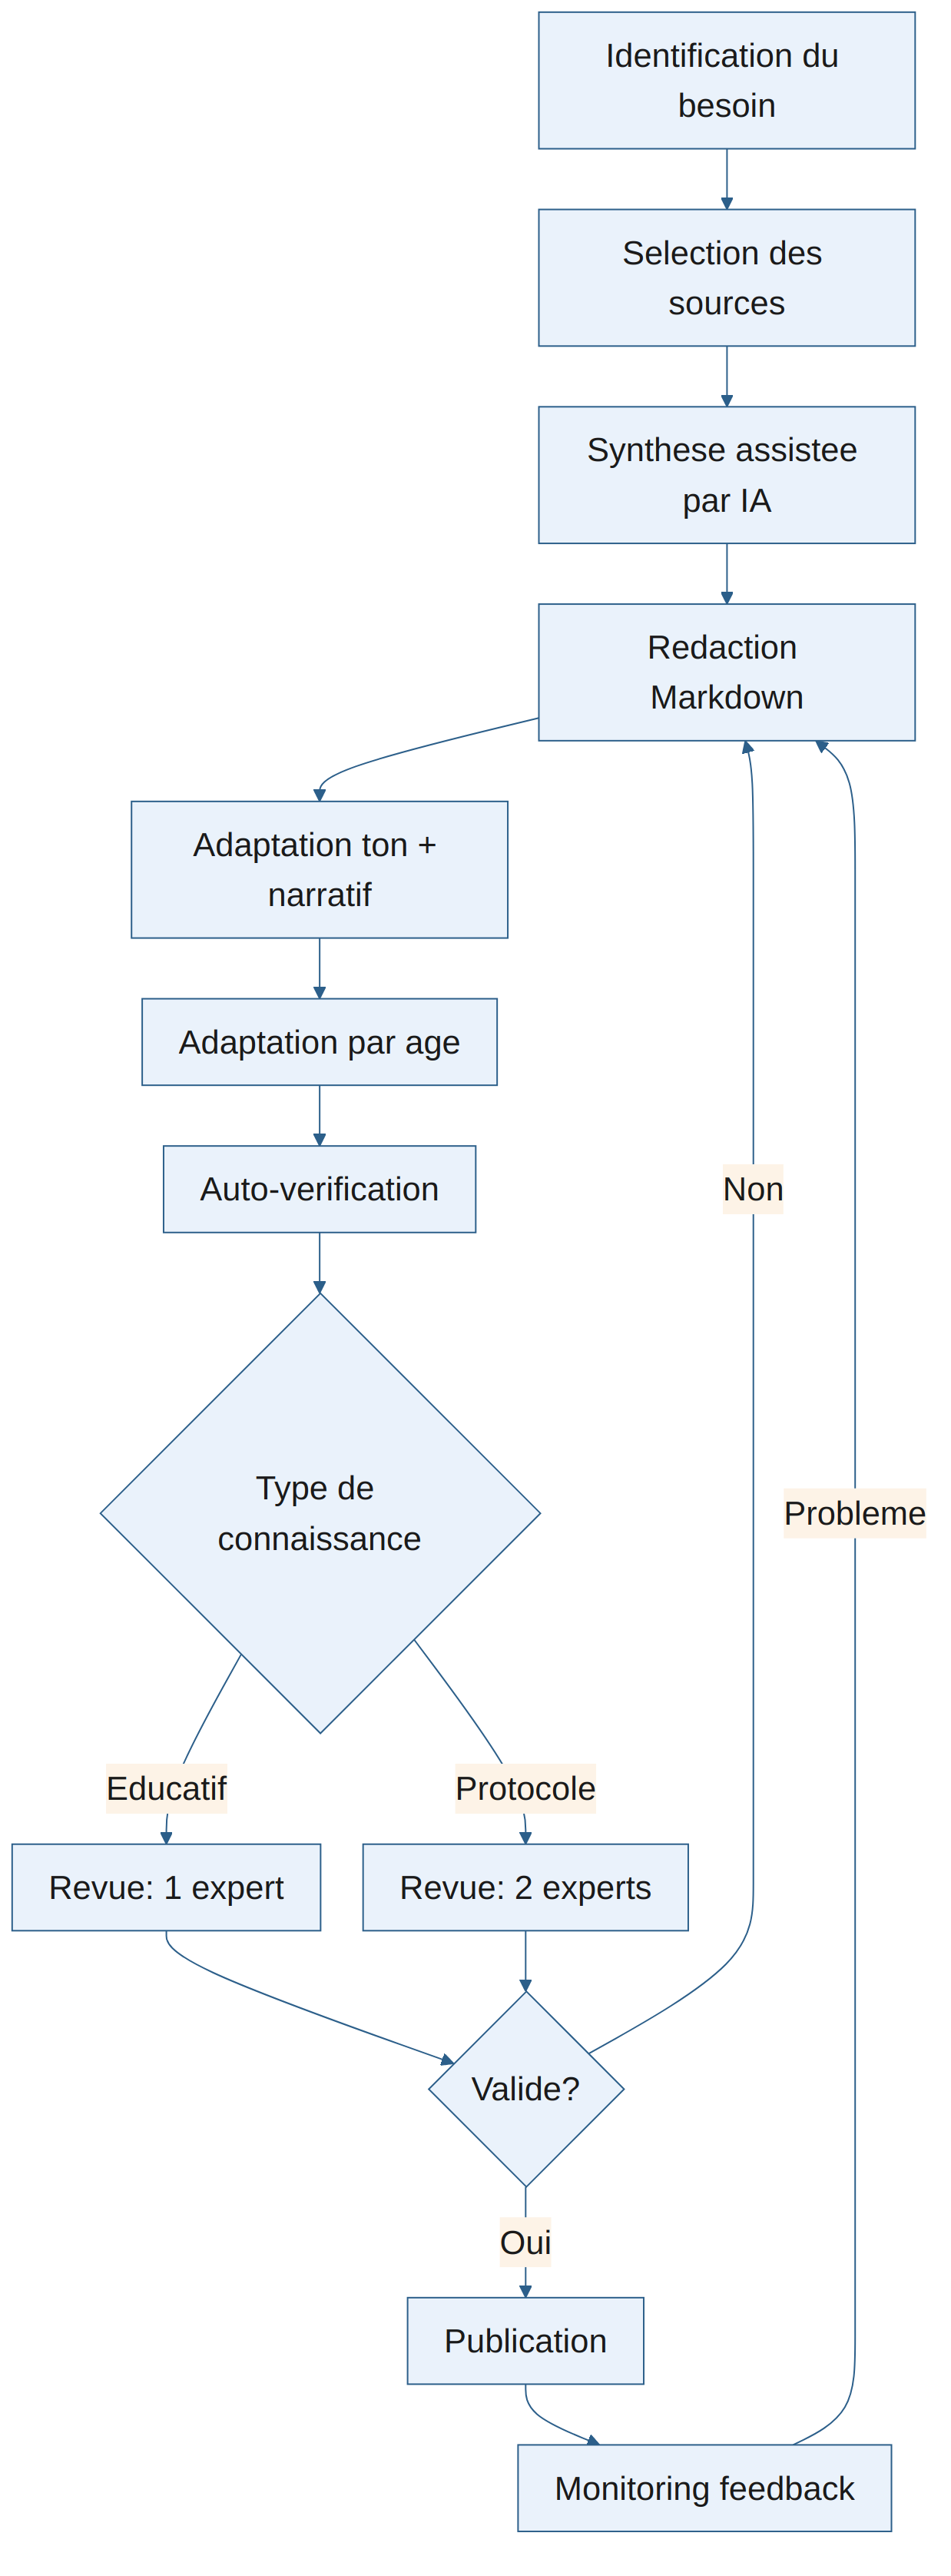 Identification du
besoin
Selection des
sources
Synthese assistee
par IA
Redaction
Markdown
Adaptation ton +
narratif
Adaptation par age
Auto-verification
Non
Type de
connaissance
Probleme
Educatif
Protocole
Revue: 1 expert
Revue: 2 experts
Valide?
Oui
Publication
Monitoring feedback